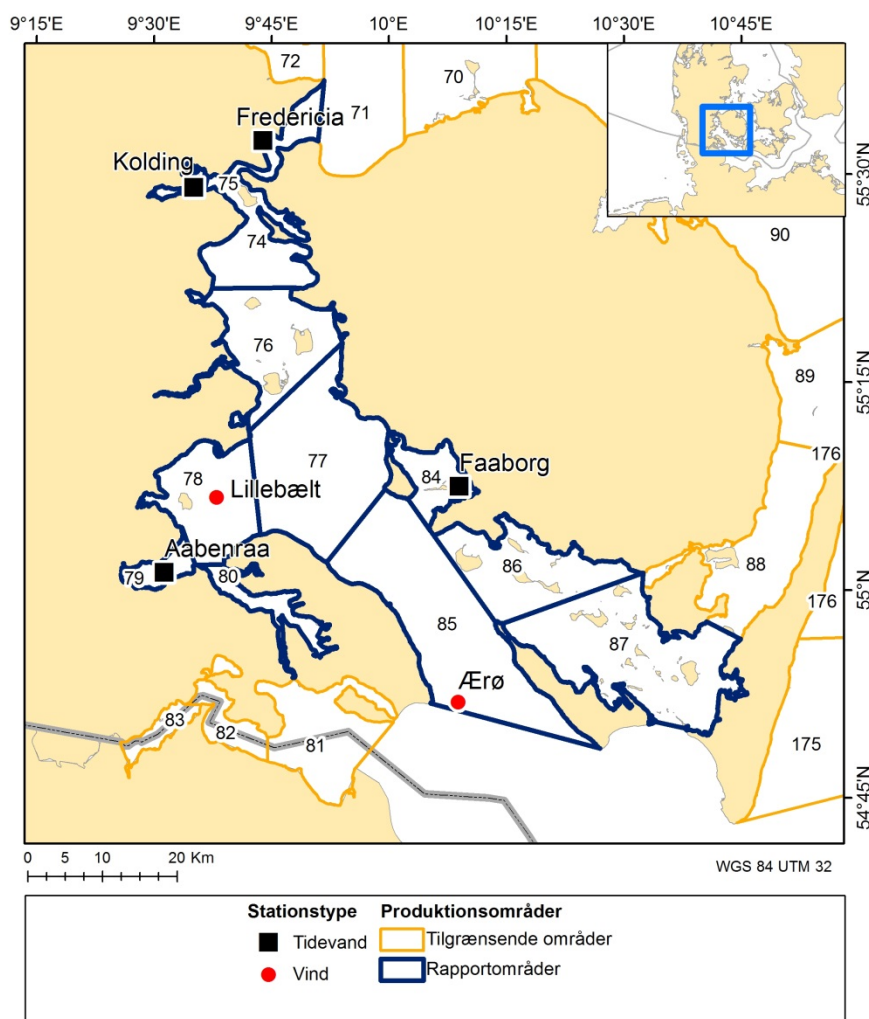 9°15'E 9°30'E 9°45'E 10°E 10°15'E 10°30'E 10°45'E
72
70
71
Fredericia
Kolding
75
55°30'N
90
74
76
89
55°15'N
77
176
78
Lillebælt
84
Faaborg
Aabenraa
79
80
86
88
55°N
176
85
87
Ærø
83
82
81
175
54°45'N
0 5 10 20 Km
WGS 84 UTM 32
Stationstype Produktionsområder
Tidevand Tilgrænsende områder
Vind Rapportområder